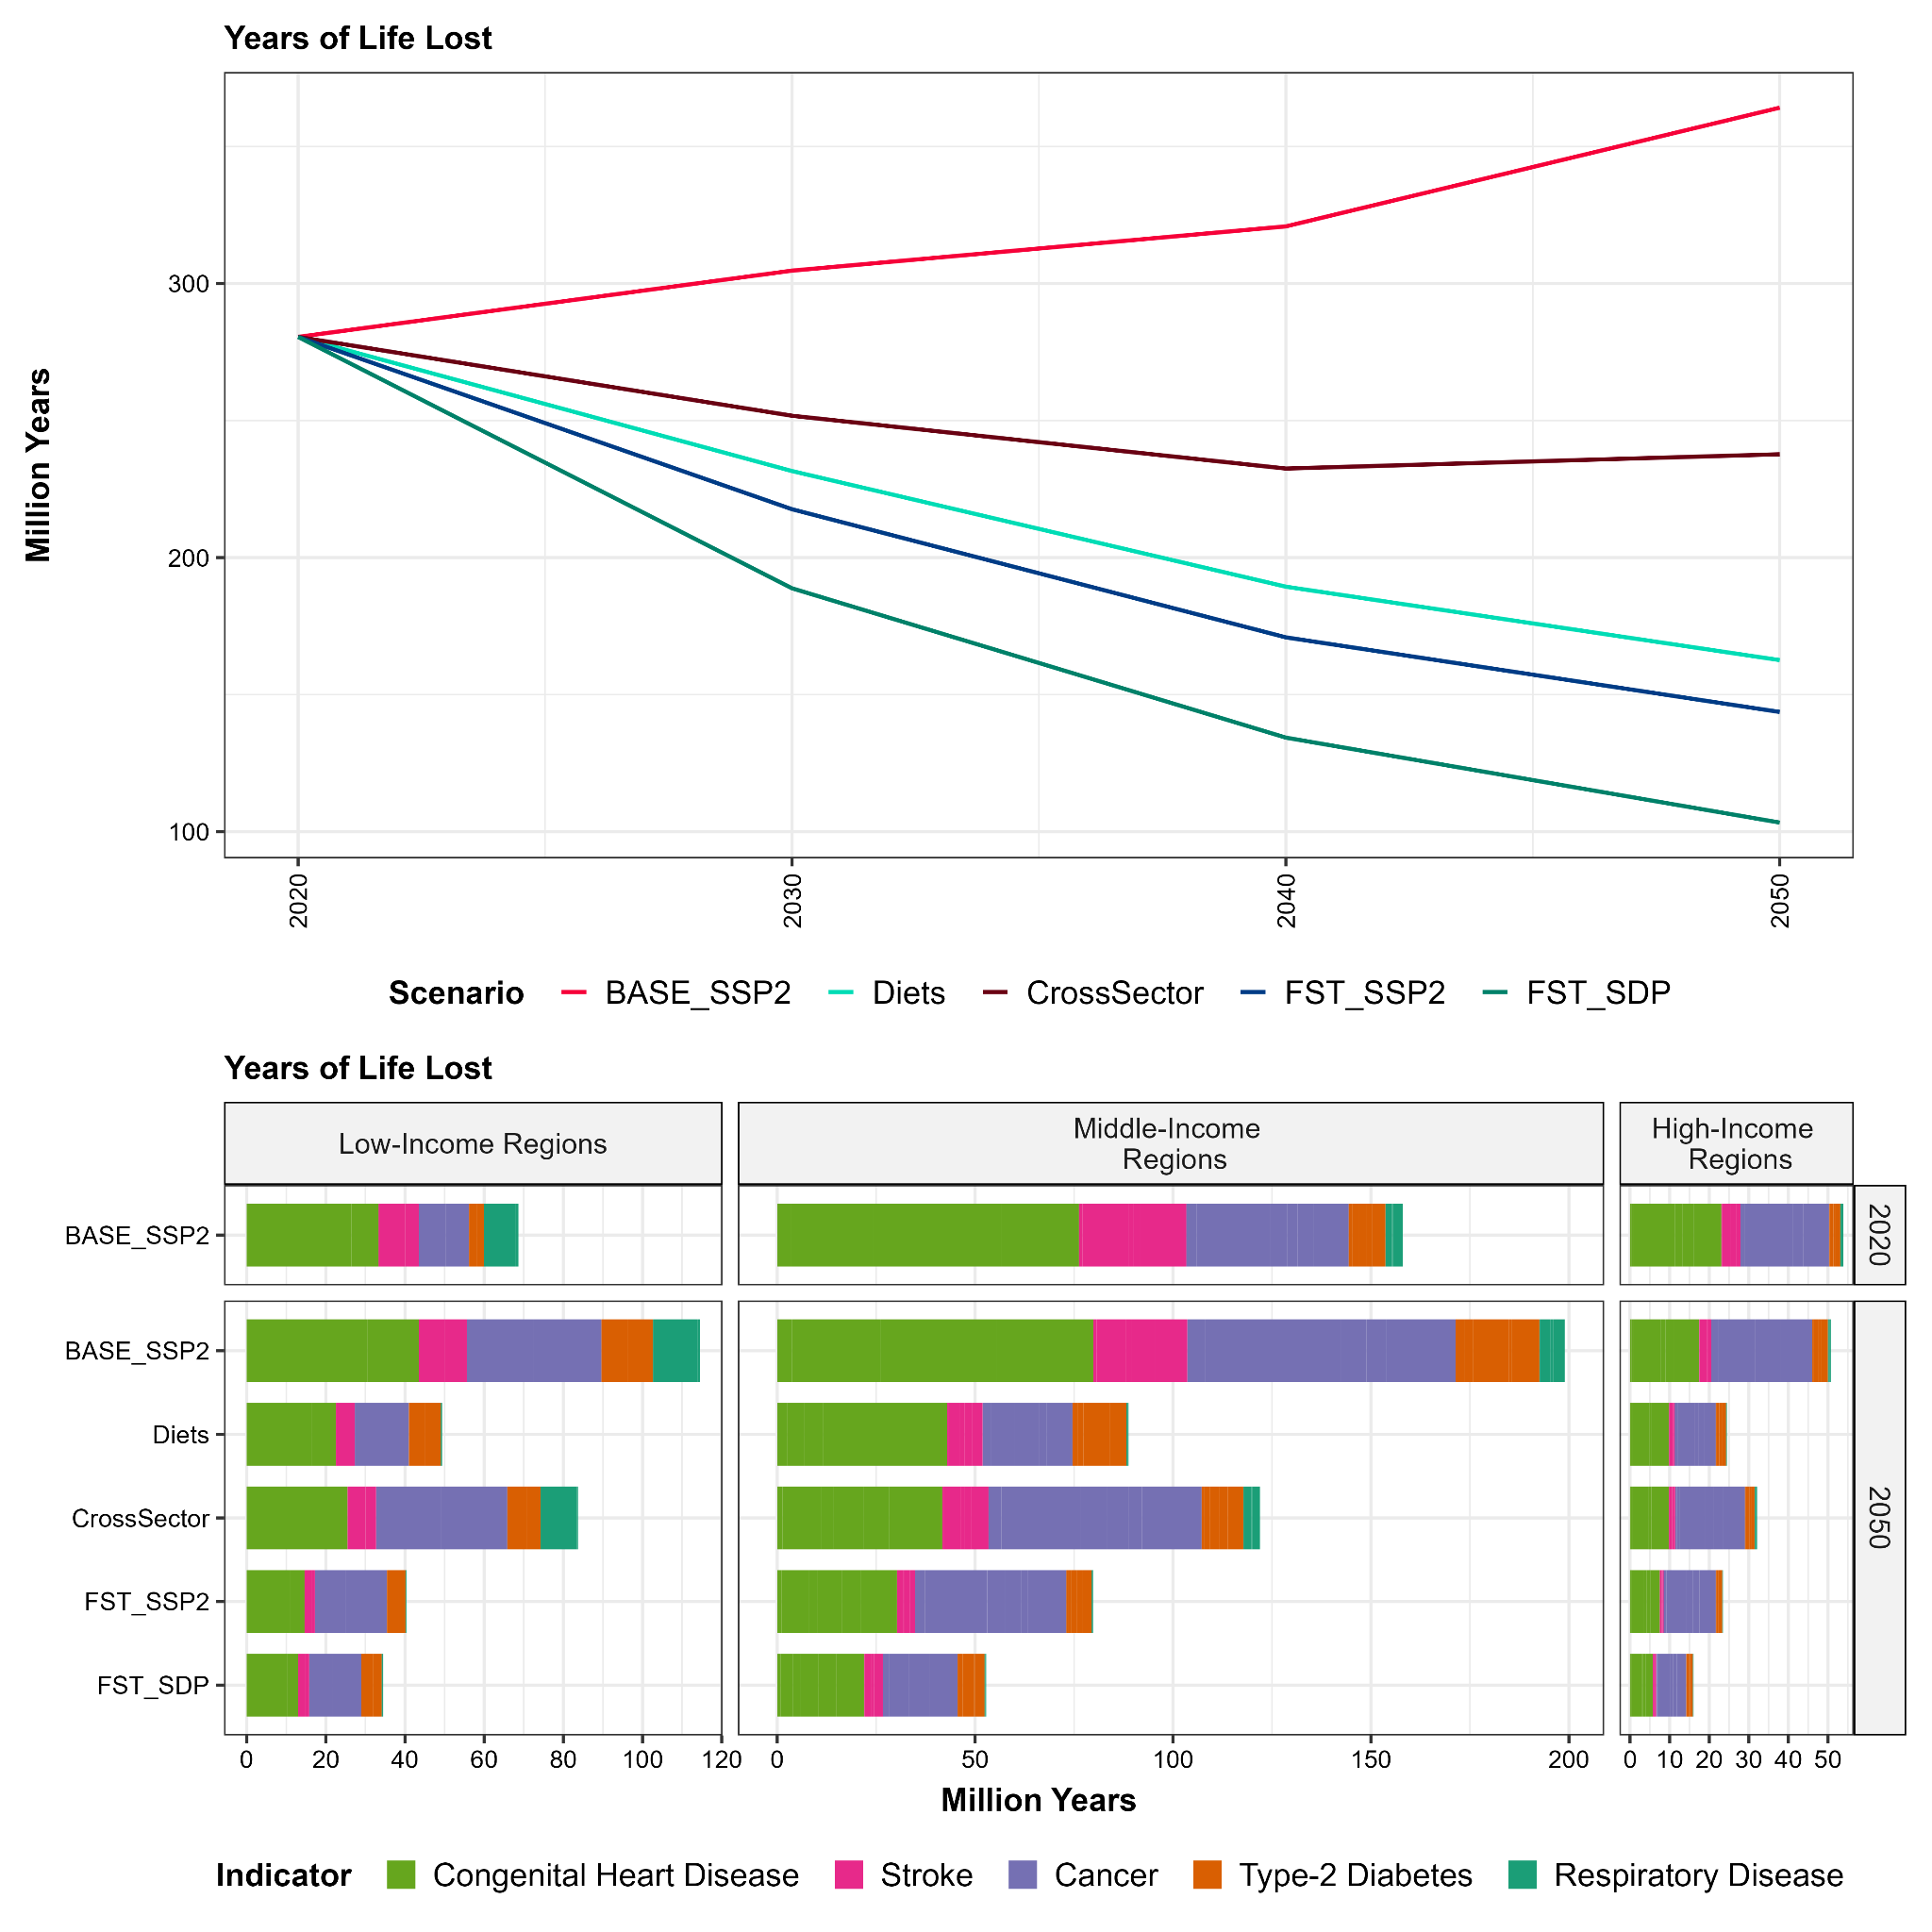 Years of Life Lost
Million Years
300
200
100
2020 2030 2040 2050
Scenario BASE_SSP2 Diets CrossSector FST_SSP2 FST_SDP
Years of Life Lost
Low-Income Regions
Middle-Income
Regions
High-Income
Regions
BASE_SSP2
2020
BASE_SSP2
Diets
CrossSector
FST_SSP2
FST_SDP
2050
0 20 40 60 80 100 120 0 50 100 150 200 0 10 20 30 40 50
Million Years
Indicator Congenital Heart Disease Stroke Cancer Type-2 Diabetes Respiratory Disease